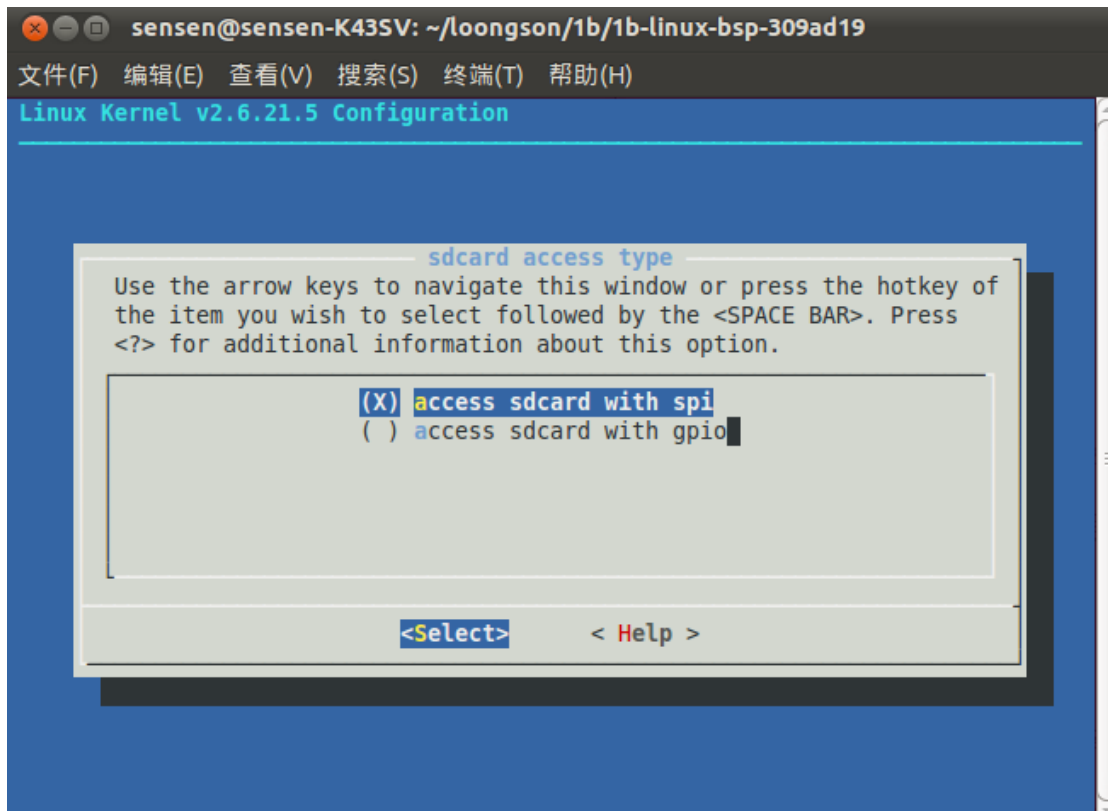 sensen@sensen-K43SV: ~/loongson/1b/1b-linux-bsp-309ad19
文件(F) 编辑(E) 查看(V) 搜索(S) 终端(T) 帮助(H)
Linux Kernel v2.6.21.5 Configuration
sdcard access type
Use the arrow keys to navigate this window or press the hotkey of
the item you wish to select followed by the <SPACE BAR>. Press
<?> for additional information about this option.
(X) access sdcard with spi
( ) access sdcard with gpio
<Select> < Help >